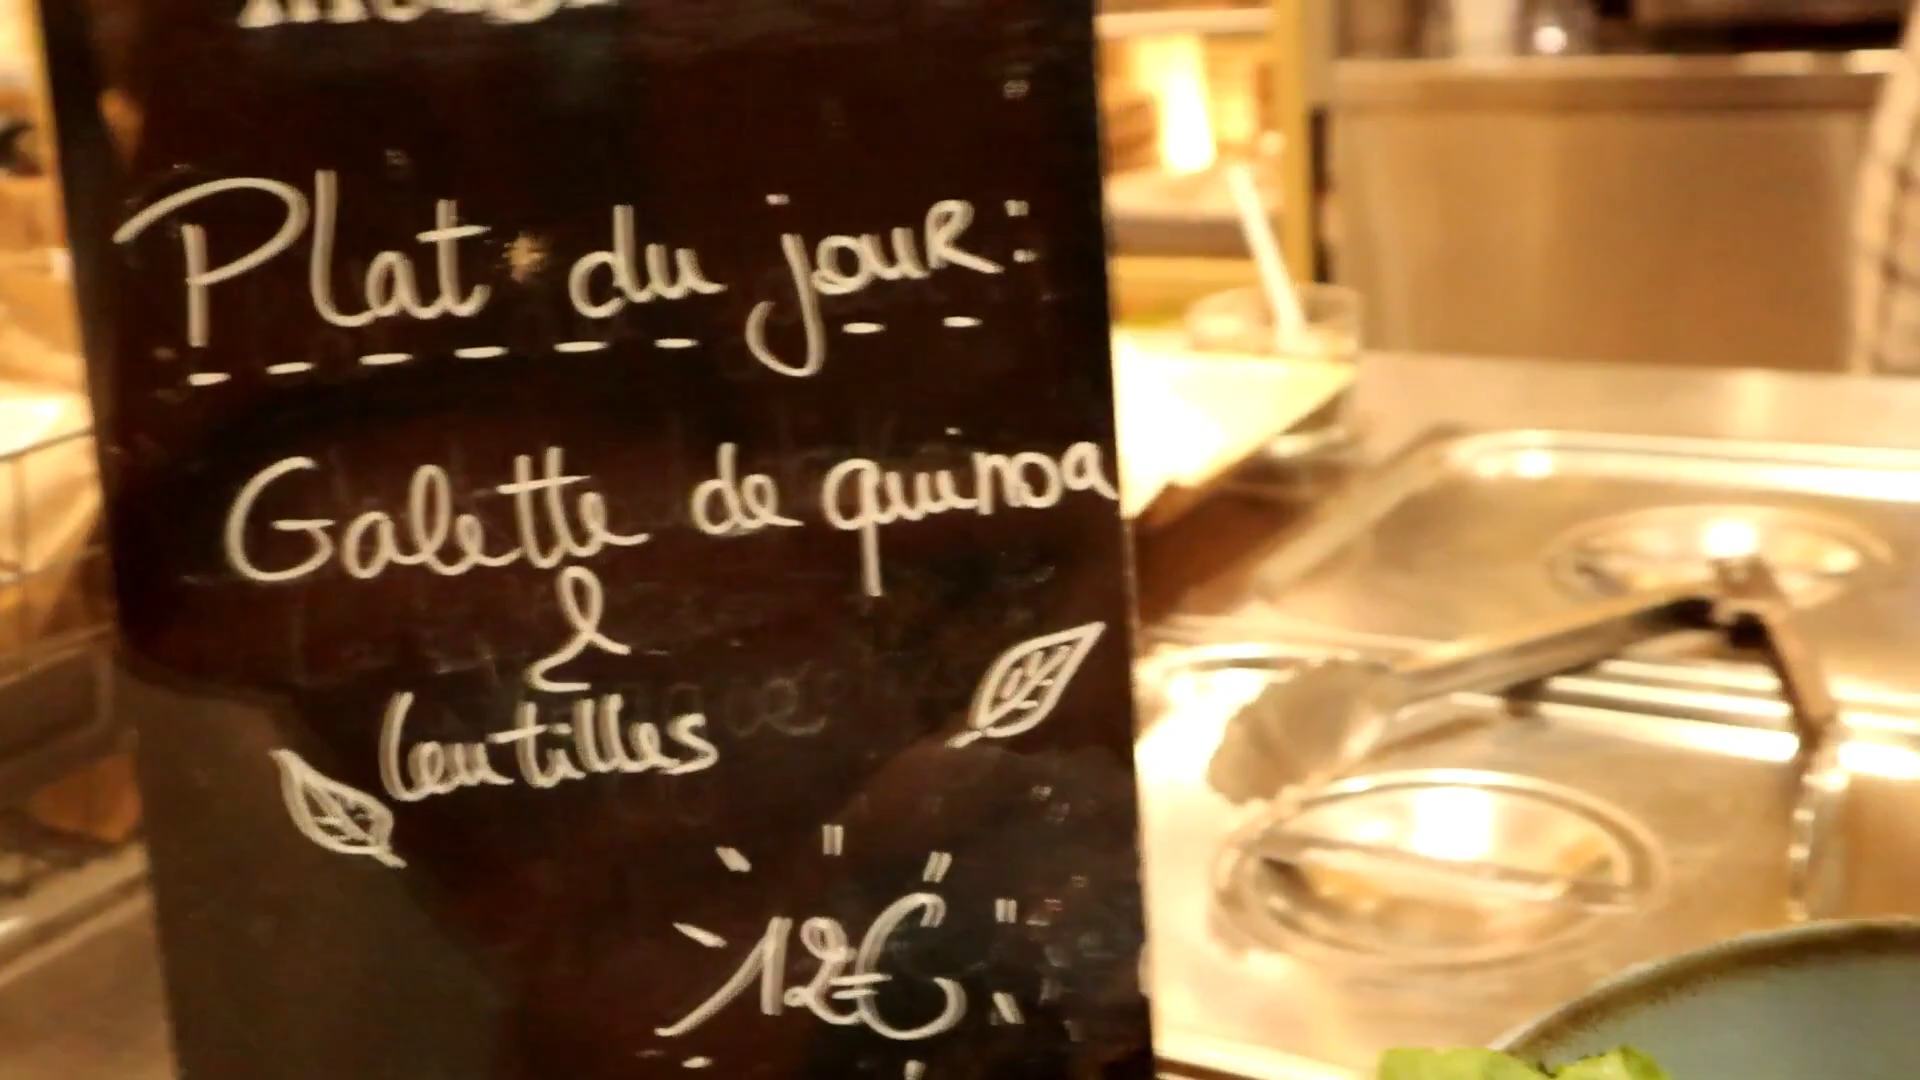 Plat du jour:
Galette de quinoa
&
lentilles
12€